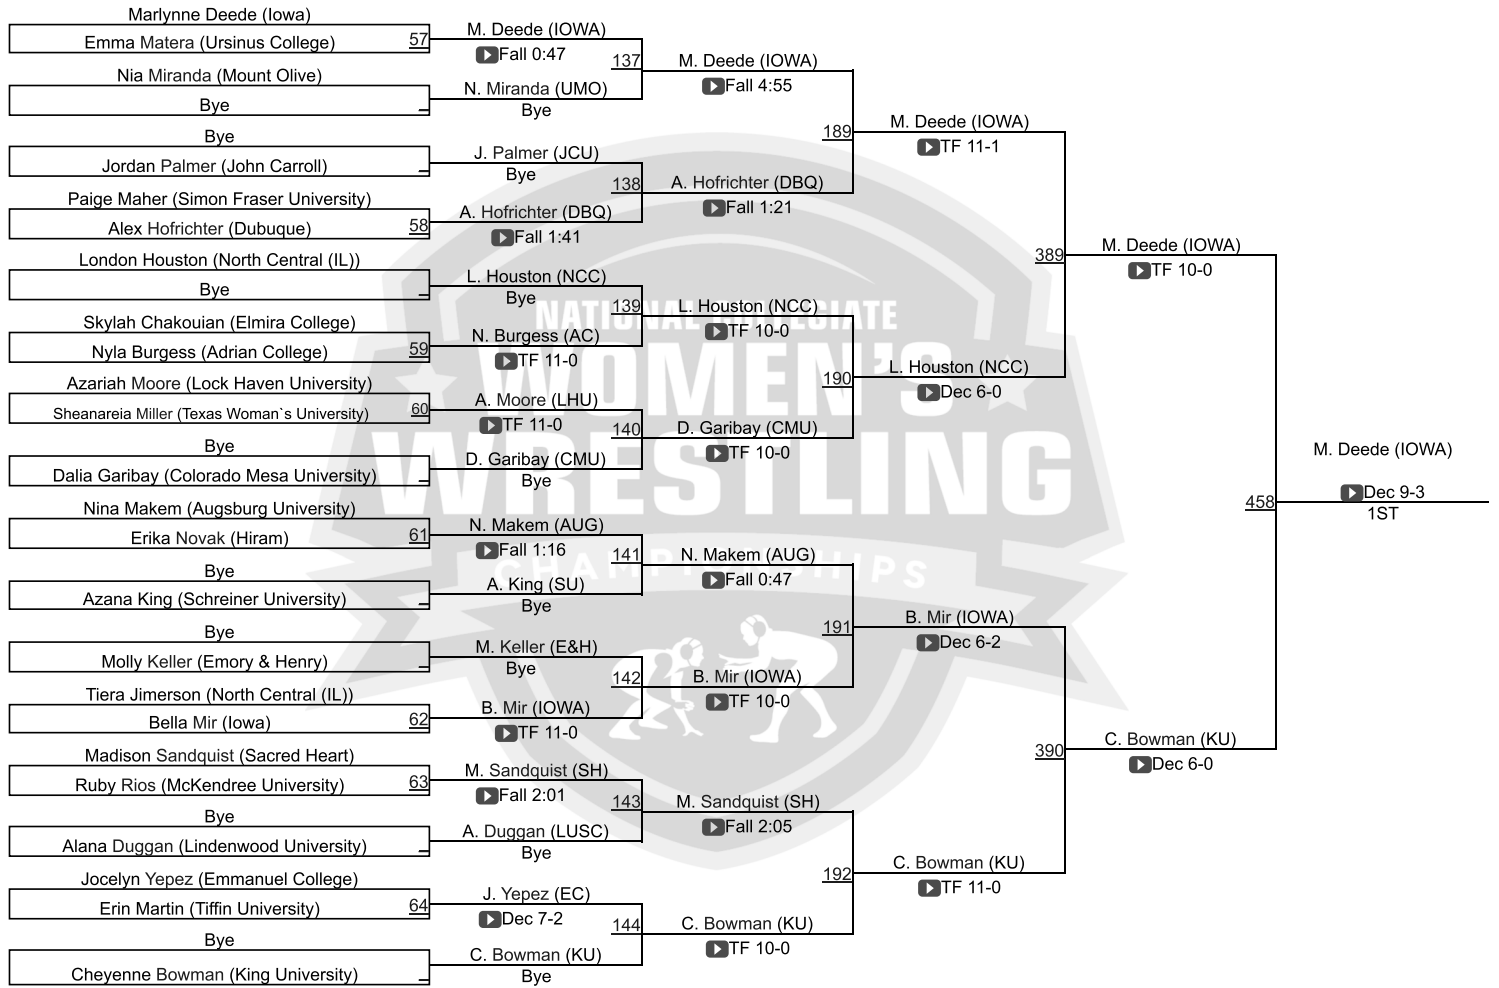 Marlynne Deede (Iowa)
Emma Matera (Ursinus College) 57
Nia Miranda (Mount Olive)
Bye
Bye
Jordan Palmer (John Carroll)
Paige Maher (Simon Fraser University)
Alex Hofrichter (Dubuque) 58
London Houston (North Central (IL))
Bye
Skylah Chakouian (Elmira College)
Nyla Burgess (Adrian College) 59
Azariah Moore (Lock Haven University)
Sheanareia Miller (Texas Woman`s University) 60
Bye
Dalia Garibay (Colorado Mesa University)
Nina Makem (Augsburg University)
Erika Novak (Hiram) 61
Bye
Azana King (Schreiner University)
Bye
Molly Keller (Emory & Henry)
Tiera Jimerson (North Central (IL))
Bella Mir (Iowa) 62
Madison Sandquist (Sacred Heart)
Ruby Rios (McKendree University) 63
Bye
Alana Duggan (Lindenwood University)
Jocelyn Yepez (Emmanuel College)
Erin Martin (Tiffin University) 64
Bye
Cheyenne Bowman (King University)
M. Deede (IOWA)
Fall 0:47
137
N. Miranda (UMO)
Bye
J. Palmer (JCU)
Bye
138
A. Hofrichter (DBQ)
Fall 1:41
L. Houston (NCC)
Bye
139
N. Burgess (AC)
TF 11-0
A. Moore (LHU)
TF 11-0
140
D. Garibay (CMU)
Bye
N. Makem (AUG)
Fall 1:16
141
A. King (SU)
Bye
M. Keller (E&H)
Bye
142
B. Mir (IOWA)
TF 11-0
M. Sandquist (SH)
Fall 2:01
143
A. Duggan (LUSC)
Bye
J. Yepez (EC)
Dec 7-2
144
C. Bowman (KU)
Bye
M. Deede (IOWA)
Fall 4:55
189
A. Hofrichter (DBQ)
Fall 1:21
L. Houston (NCC)
TF 10-0
190
D. Garibay (CMU)
TF 10-0
N. Makem (AUG)
Fall 0:47
191
B. Mir (IOWA)
TF 10-0
M. Sandquist (SH)
Fall 2:05
192
C. Bowman (KU)
TF 10-0
M. Deede (IOWA)
TF 11-1
389
L. Houston (NCC)
Dec 6-0
B. Mir (IOWA)
Dec 6-2
390
C. Bowman (KU)
TF 11-0
M. Deede (IOWA)
TF 10-0
458
C. Bowman (KU)
Dec 6-0
M. Deede (IOWA)
Dec 9-3
1ST
NATIONAL COLLEGIATE
WOMEN'S
WRESTLING
CHAMPIONSHIPS